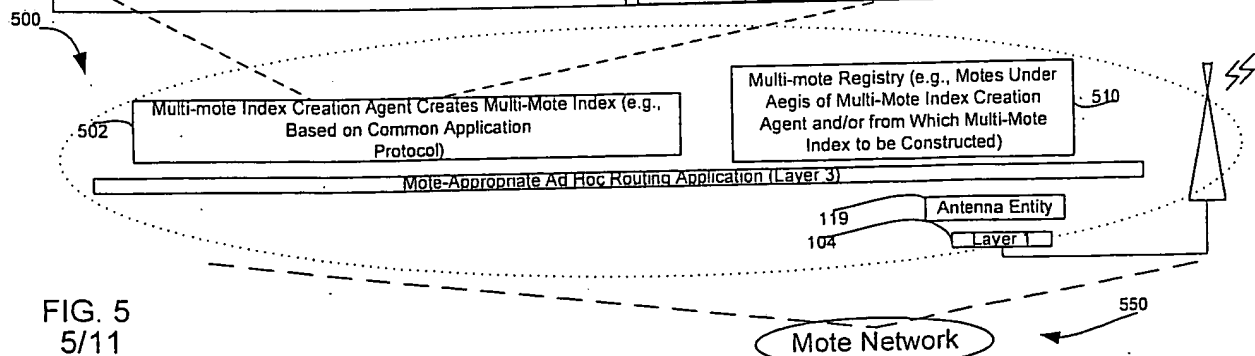 500
Multi-mote Index Creation Agent Creates Multi-Mote Index (e.g.,
Based on Common Application
Protocol)
502
Multi-mote Registry (e.g., Motes Under
Aegis of Multi-Mote Index Creation
Agent and/or from Which Multi-Mote
Index to be Constructed)
510
Mote-Appropriate Ad Hoc Routing Application (Layer 3)
119
Antenna Entity
104
Layer 1
FIG. 5
5/11
550
Mote Network